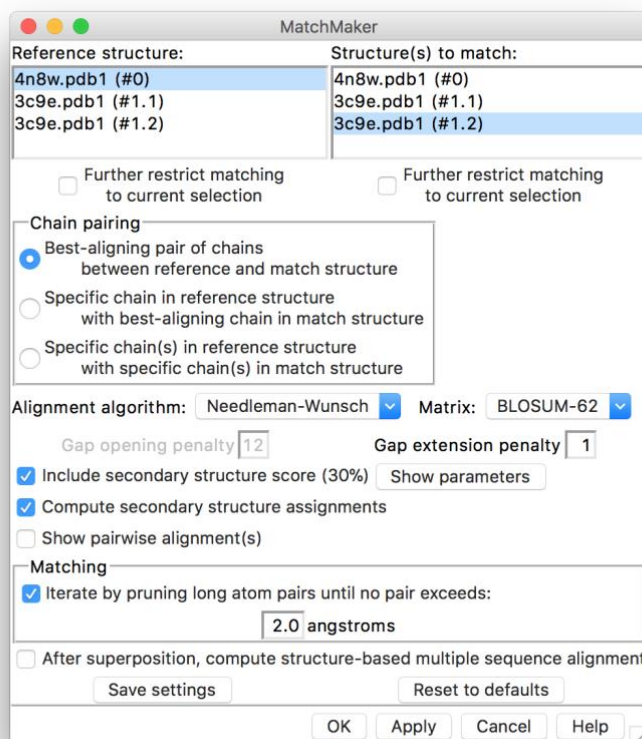 MatchMaker
Reference structure:
Structure(s) to match:
4n8w.pdb1 (#0)
3c9e.pdb1 (#1.1)
3c9e.pdb1 (#1.2)
4n8w.pdb1 (#0)
3c9e.pdb1 (#1.1)
3c9e.pdb1 (#1.2)
Further restrict matching
to current selection
Further restrict matching
to current selection
Chain pairing
Best-aligning pair of chains
between reference and match structure
Specific chain in reference structure
with best-aligning chain in match structure
Specific chain(s) in reference structure
with specific chain(s) in match structure
Alignment algorithm: Needleman-Wunsch Matrix: BLOSUM-62
Gap opening penalty 12 Gap extension penalty 1
Include secondary structure score (30%) Show parameters
Compute secondary structure assignments
Show pairwise alignment(s)
Matching
Iterate by pruning long atom pairs until no pair exceeds:
2.0 angstroms
After superposition, compute structure-based multiple sequence alignment
Save settings Reset to defaults
OK Apply Cancel Help